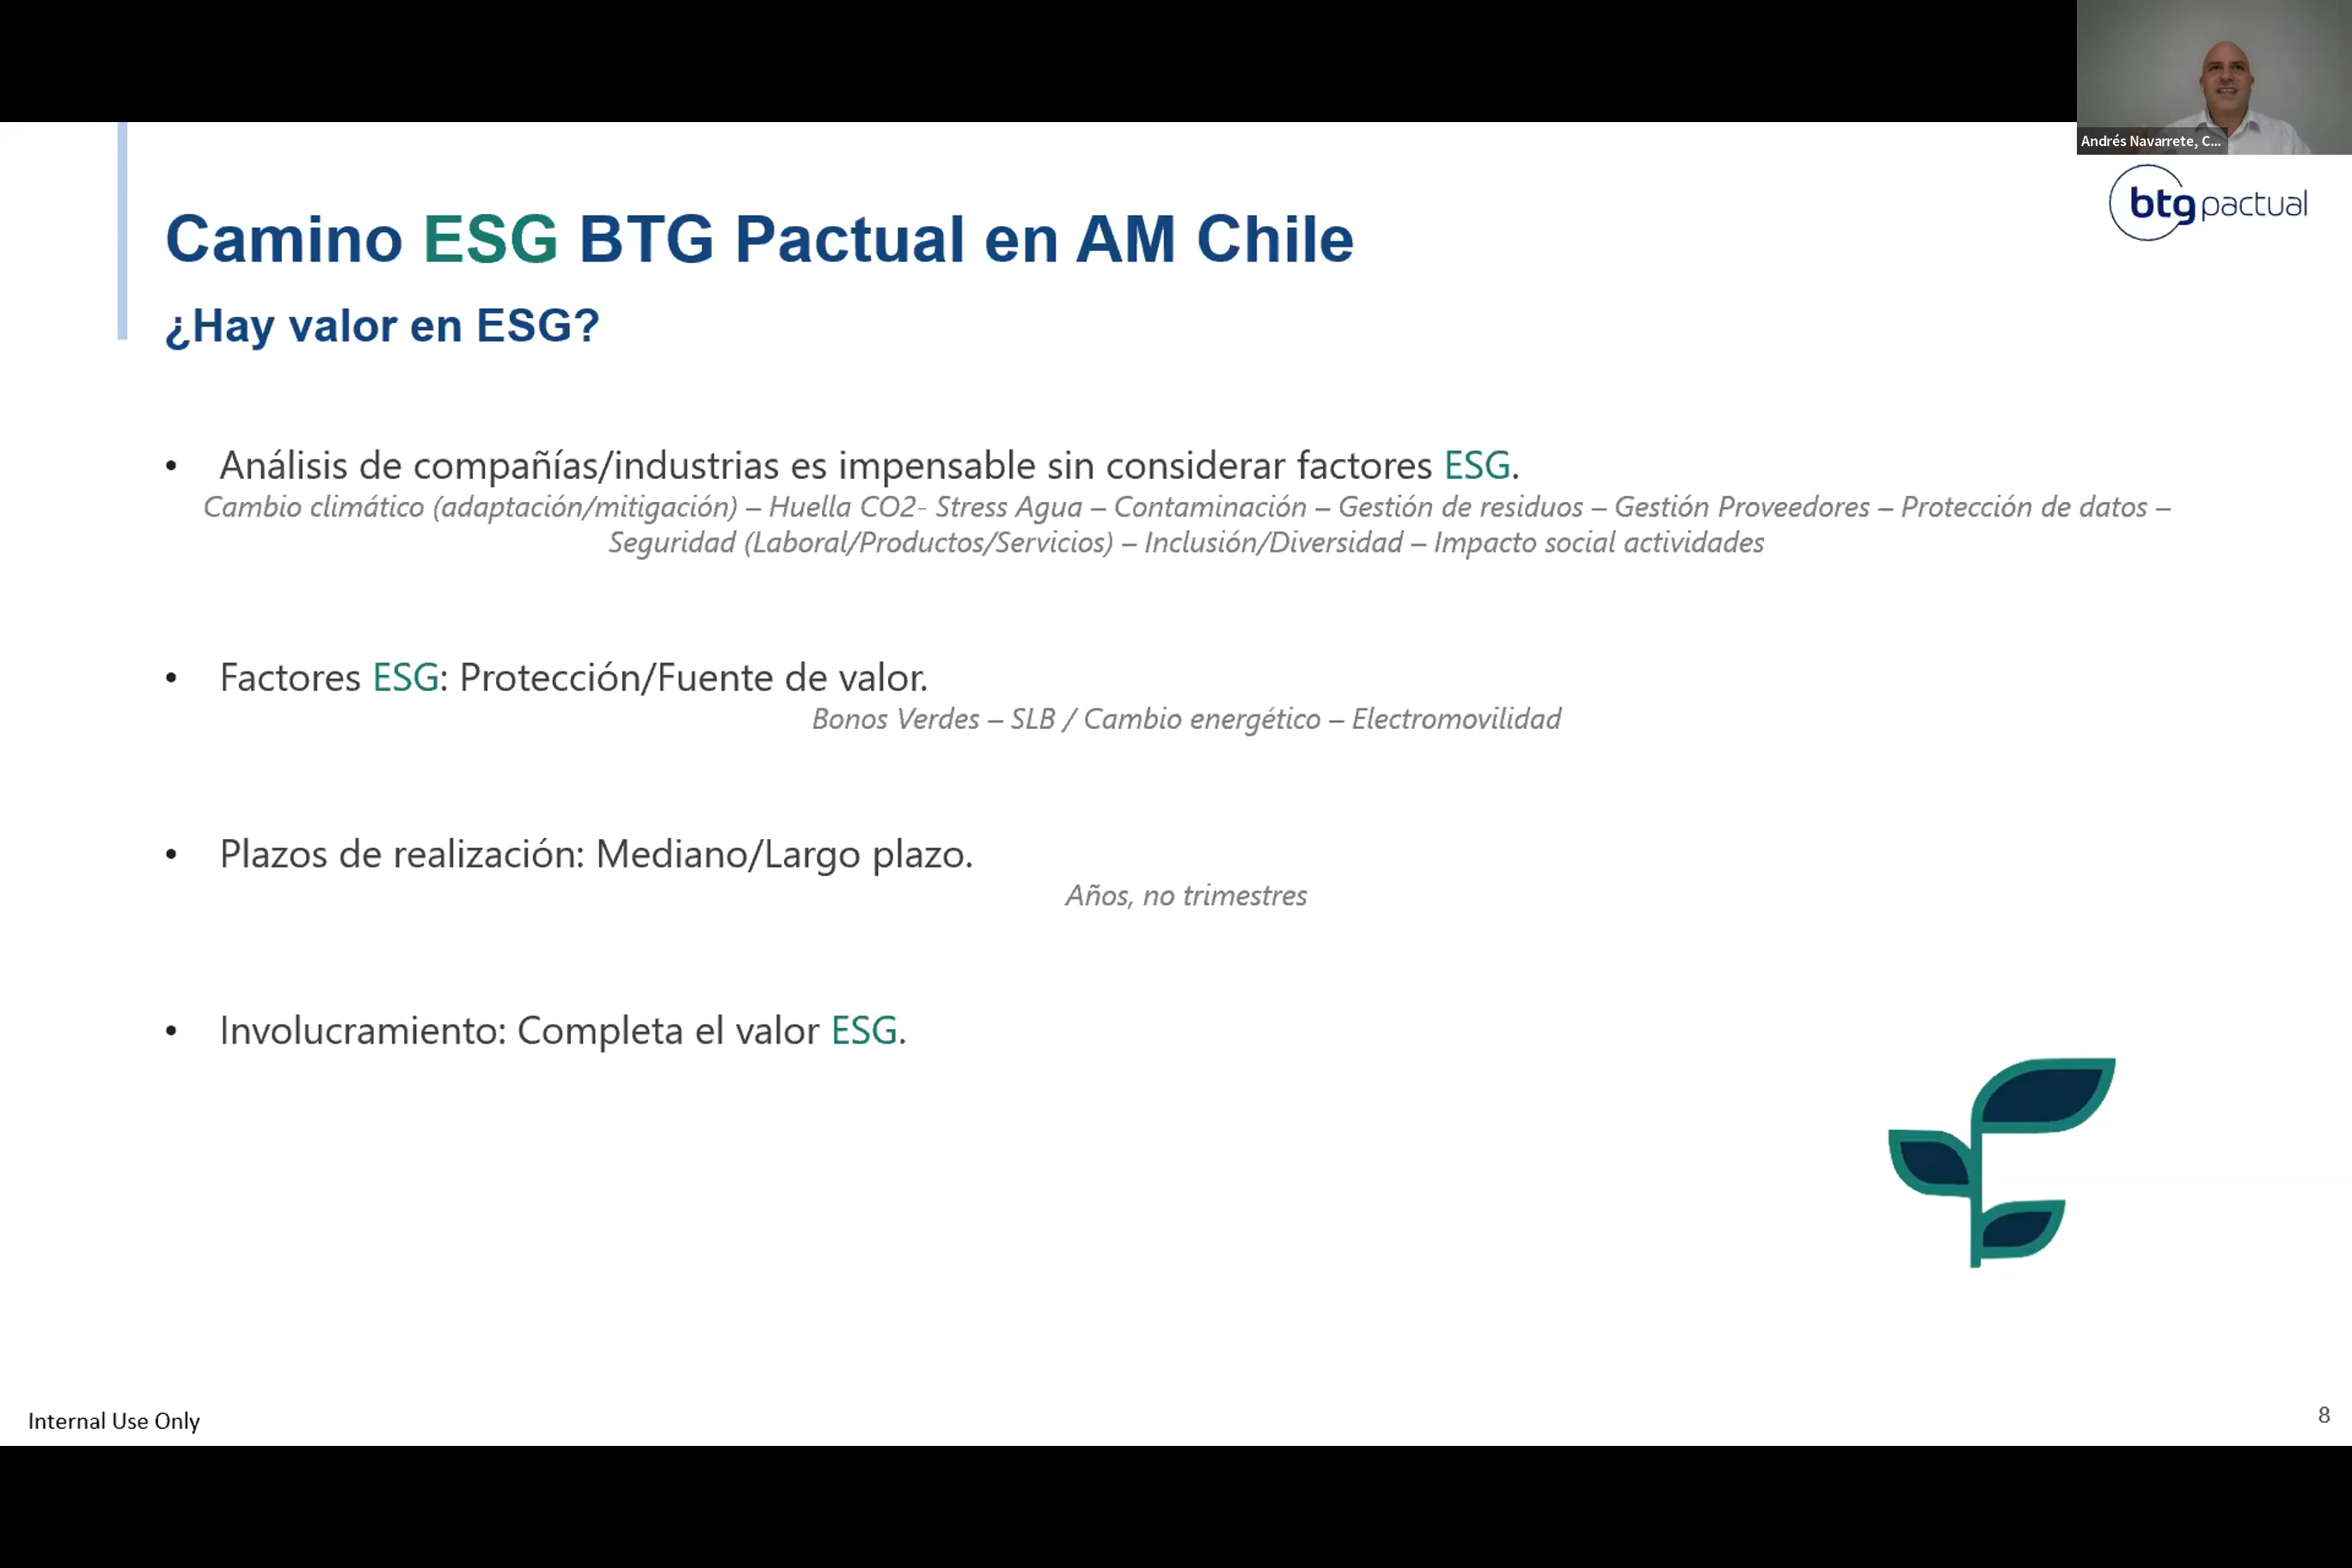 Andrés Navarrete, C...
btg pactual
Camino ESG BTG Pactual en AM Chile
¿Hay valor en ESG?
• Análisis de compañías/industrias es impensable sin considerar factores ESG.
Cambio climático (adaptación/mitigación) – Huella CO2- Stress Agua – Contaminación – Gestión de residuos – Gestión Proveedores – Protección de datos –
Seguridad (Laboral/Productos/Servicios) – Inclusión/Diversidad – Impacto social actividades
• Factores ESG: Protección/Fuente de valor.
Bonos Verdes – SLB / Cambio energético – Electromovilidad
• Plazos de realización: Mediano/Largo plazo.
Años, no trimestres
• Involucramiento: Completa el valor ESG.
Internal Use Only
8